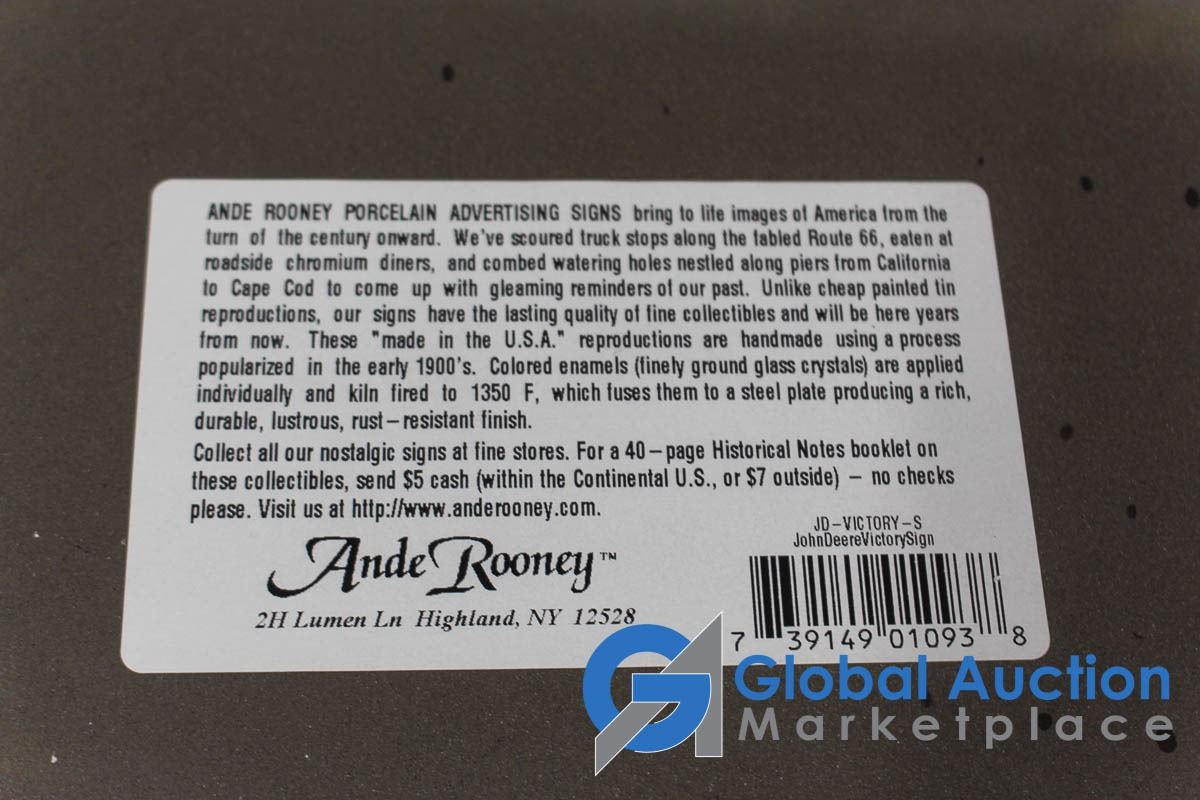 ANDE ROONEY PORCELAIN ADVERTISING SIGNS bring to life images of America from the
turn of the century onward. We've scoured truck stops along the fabled Route 66, eaten at
roadside chromium diners, and combed watering holes nestled along piers from California
to Cape Cod to come up with gleaming reminders of our past. Unlike cheap painted tin
reproductions, our signs have the lasting quality of fine collectibles and will be here years
from now. These "made in the U.S.A." reproductions are handmade using a process
popularized in the early 1900's. Colored enamels (finely ground glass crystals) are applied
individually and kiln fired to 1350 F, which fuses them to a steel plate producing a rich,
durable, lustrous, rust-resistant finish.
Collect all our nostalgic signs at fine stores. For a 40-page Historical Notes booklet on
these collectibles, send $5 cash (within the Continental U.S., or $7 outside) - no checks
please. Visit us at http://www.anderooney.com.
JD-VICTORY-S
JohnDeereVictorySign
Ande Rooney™
2H Lumen Ln Highland, NY 12528
7 39149 01093 8
GA Global Auction
Marketplace